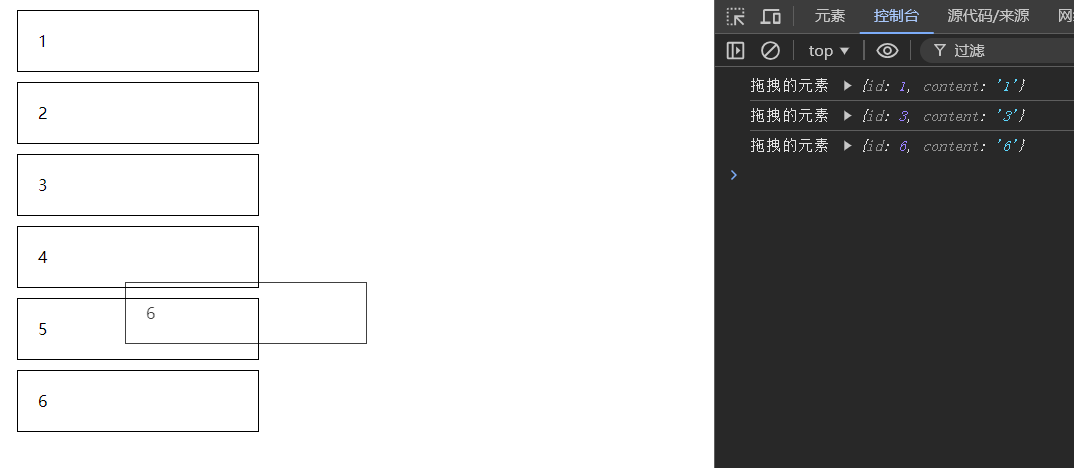 1
2
3
4
6
5
6
元素 控制台 源代码/来源
top 过滤
拖拽的元素 {id: 1, content: '1'}
拖拽的元素 {id: 3, content: '3'}
拖拽的元素 {id: 6, content: '6'}